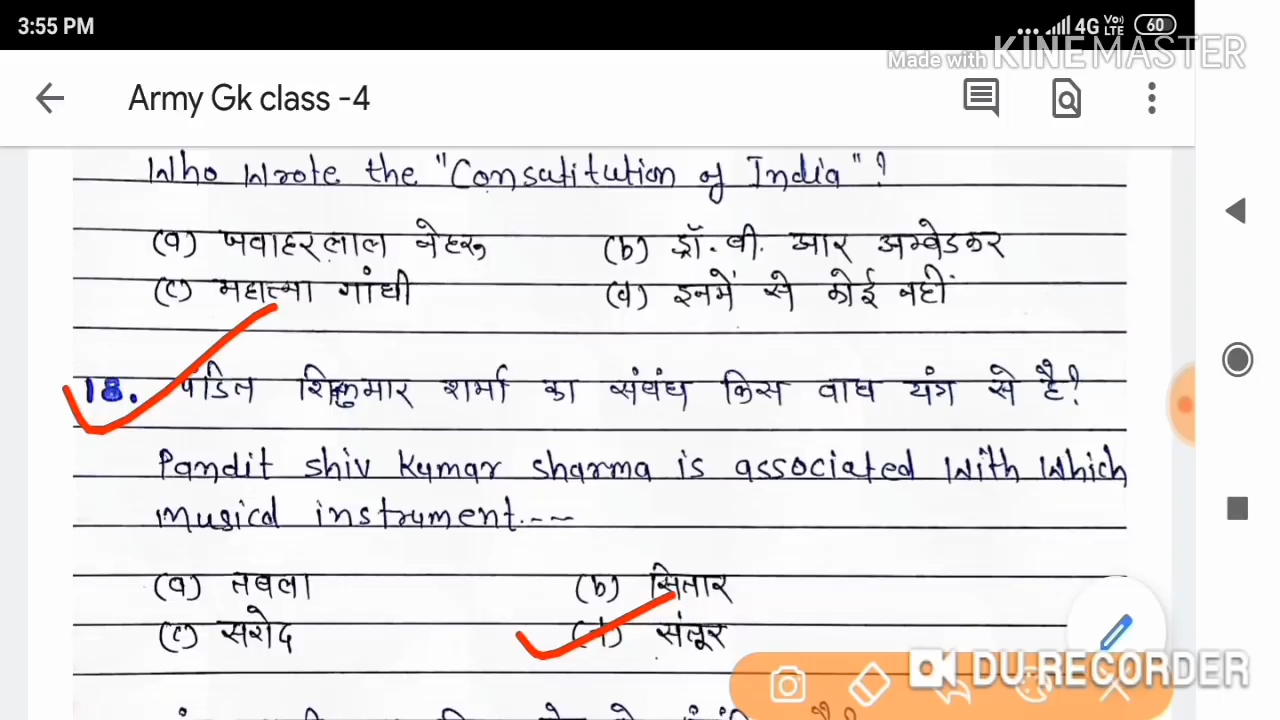 3:55 PM
4G Vo) LTE 60
Made with KINEMASTER
Army Gk class -4
Who Wrote the "Consatitution of India" ?
(a) जवाहरलाल नेहरू (b) डॉ. बी. आर अम्बेडकर
(c) महात्मा गांधी (d) इनमें से कोई नहीं
18. पंडित शिवकुमार शर्मा का संबंध किस वाध यंग से है?
Pandit Shiv Kumar Sharma is associated with which
musical instrument.--
(a) तबला (b) सितार
(c) सरोद (d) संतूर
DU RECORDER